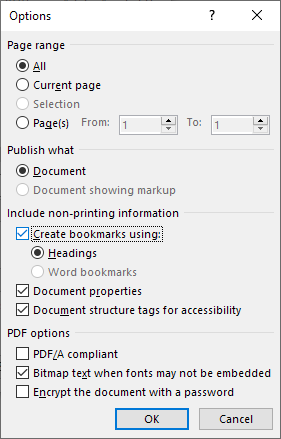 Options
Page range
All
Current page
Selection
Page(s) From: 1 To: 1
Publish what
Document
Document showing markup
Include non-printing information
Create bookmarks using:
Headings
Word bookmarks
Document properties
Document structure tags for accessibility
PDF options
PDF/A compliant
Bitmap text when fonts may not be embedded
Encrypt the document with a password
OK Cancel